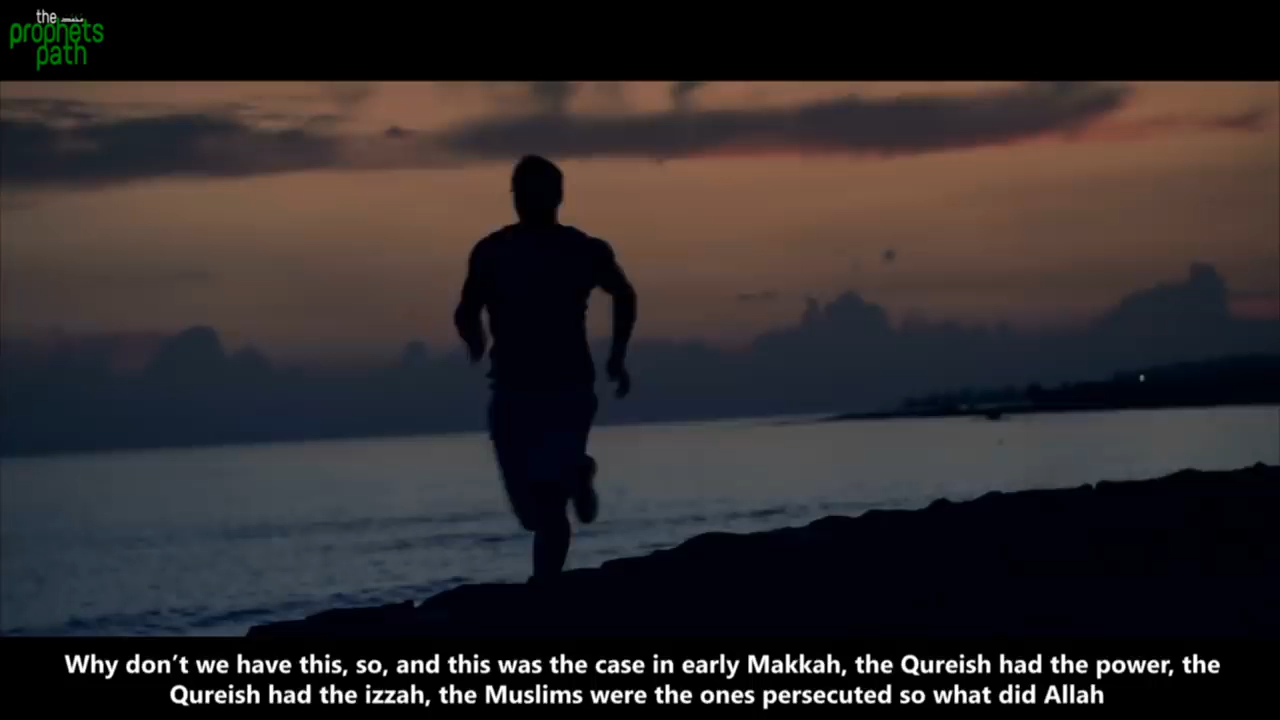 the
prophets
path
Why don't we have this, so, and this was the case in early Makkah, the Qureish had the power, the
Qureish had the izzah, the Muslims were the ones persecuted so what did Allah